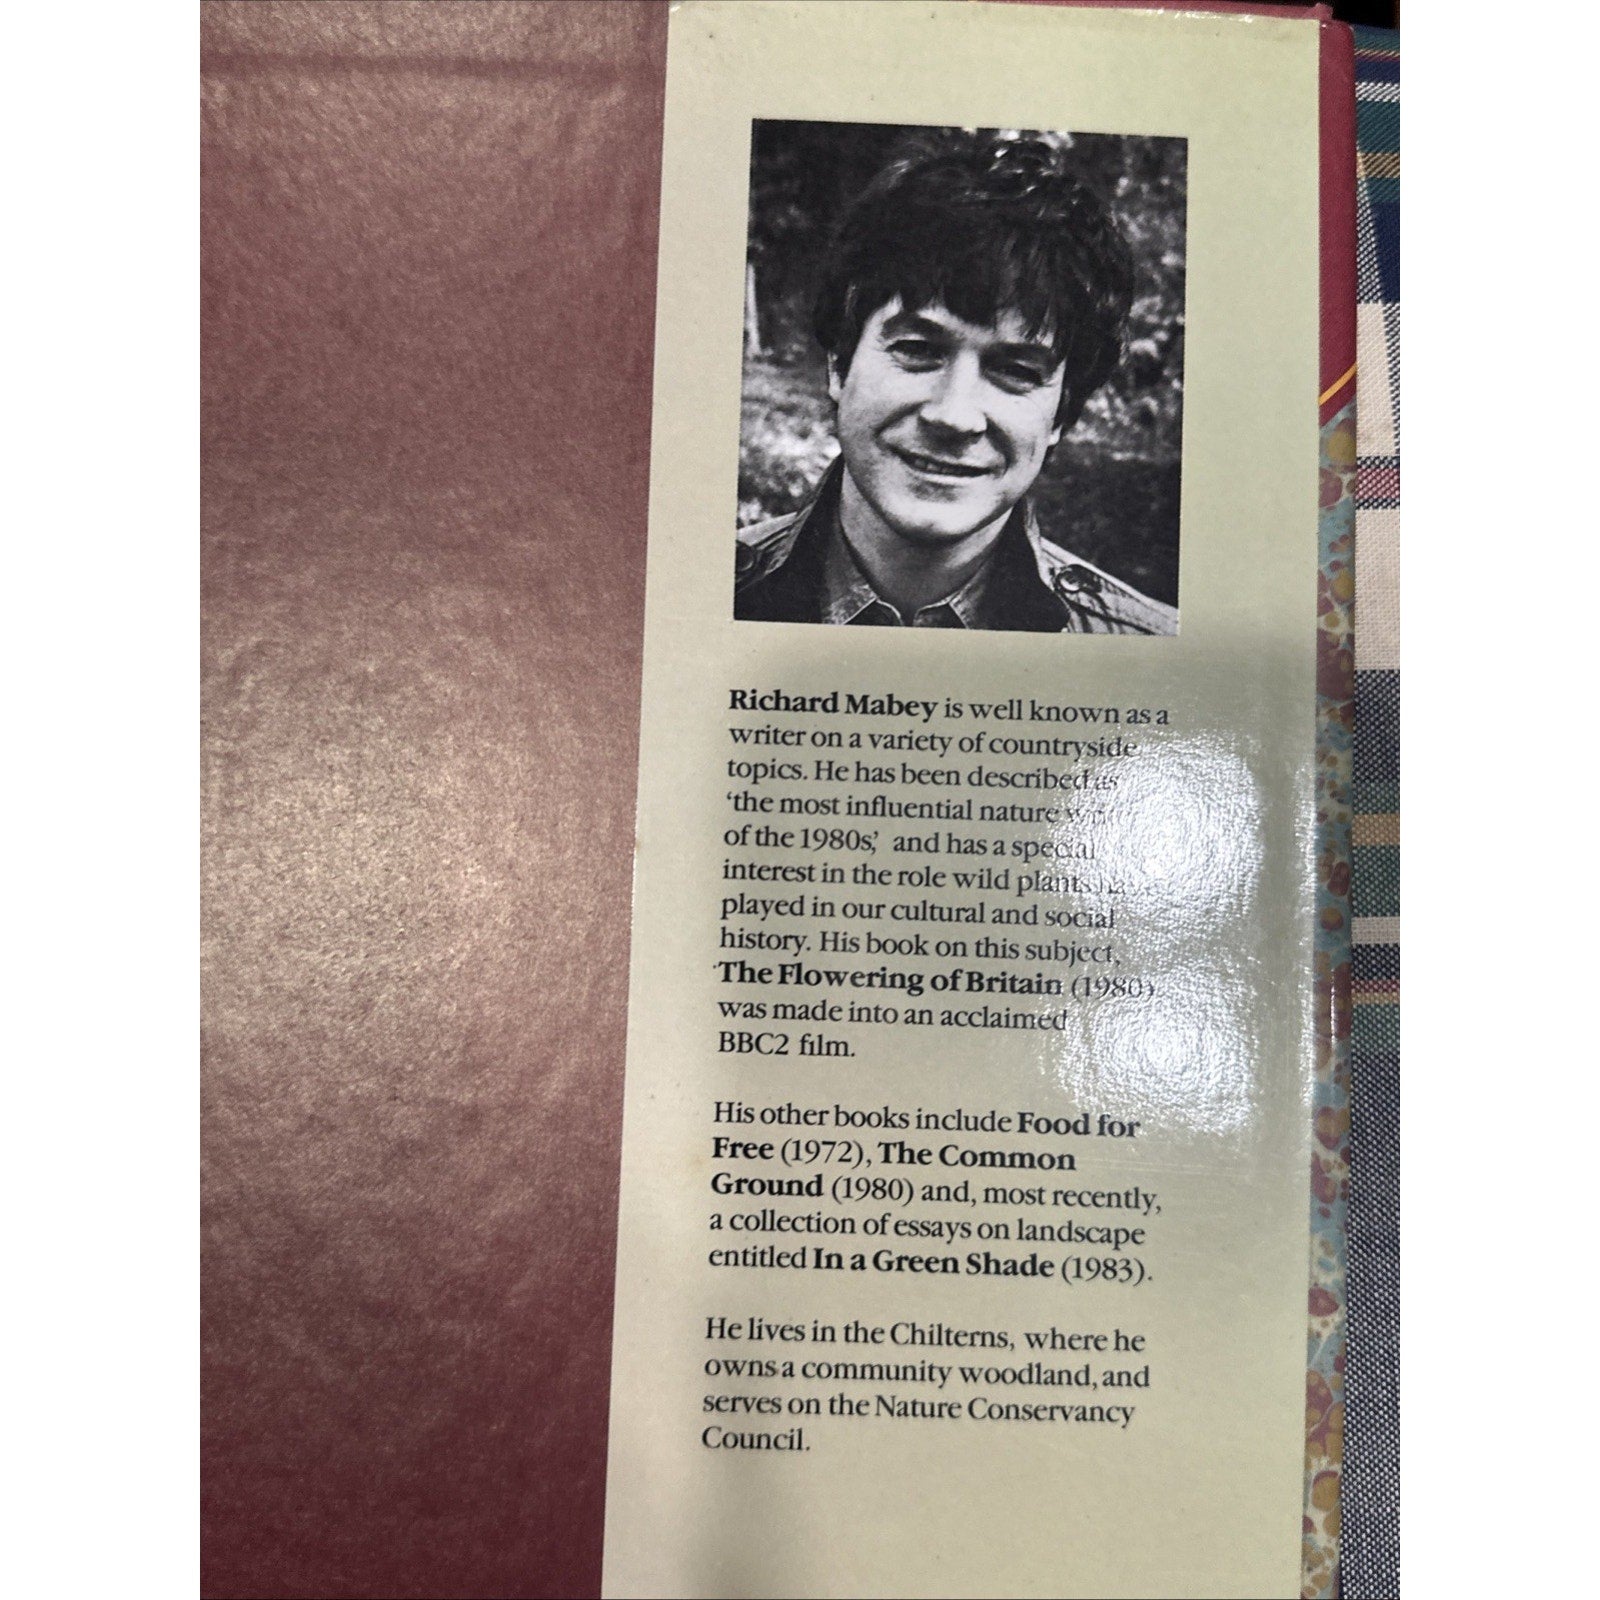 Richard Mabey is well known as a
writer on a variety of countryside
topics. He has been described as
‘the most influential nature writer
of the 1980s’, and has a special
interest in the role wild plants have
played in our cultural and social
history. His book on this subject,
The Flowering of Britain (1980)
was made into an acclaimed
BBC2 film.
His other books include Food for
Free (1972), The Common
Ground (1980) and, most recently,
a collection of essays on landscape
entitled In a Green Shade (1983).
He lives in the Chilterns, where he
owns a community woodland, and
serves on the Nature Conservancy
Council.